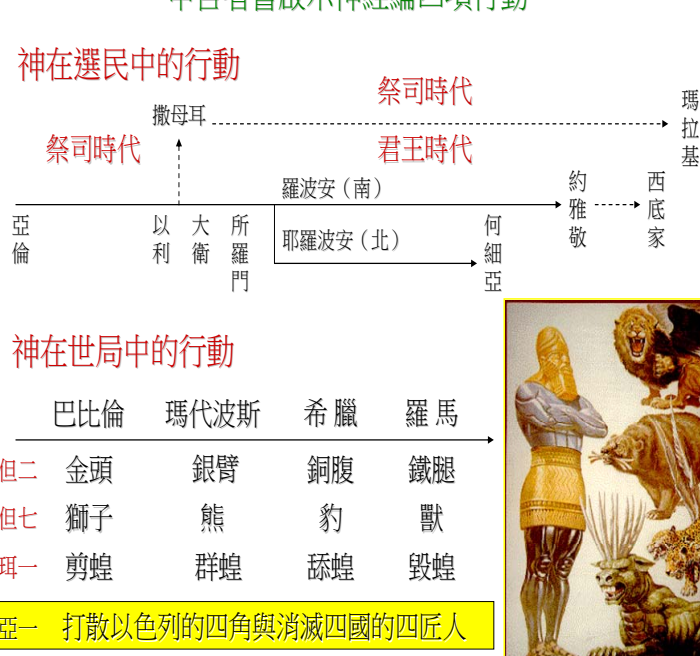 神在選民中的行動
祭司時代
瑪拉基
撒母耳
祭司時代
君王時代
羅波安（南）
約雅敬
西底家
亞倫
以利
大衛
所羅門
耶羅波安（北）
何細亞
神在世局中的行動
巴比倫 瑪代波斯 希臘 羅馬
但二 金頭 銀臂 銅腹 鐵腿
但七 獅子 熊 豹 獸
珥一 剪蝗 群蝗 舔蝗 毀蝗
亞一 打散以色列的四角與消滅四國的四匠人